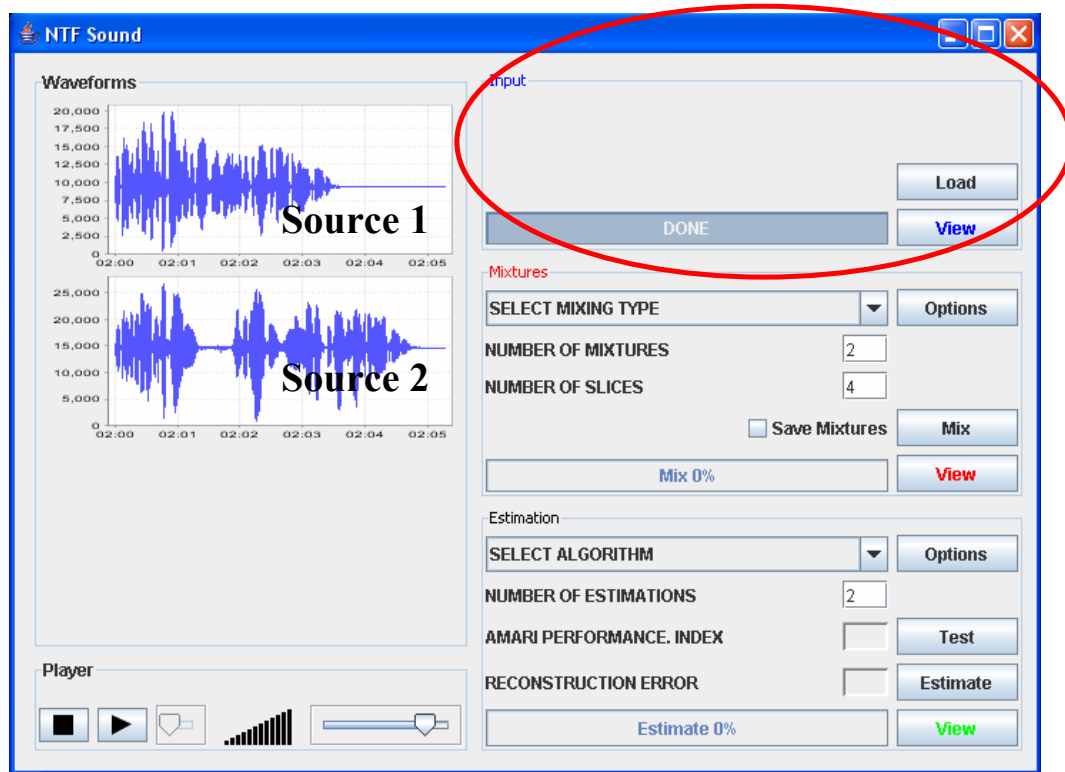 NTF Sound
Waveforms
20,000
17,500
15,000
12,500
10,000
7,500
5,000
2,500
0
02:00 02:01 02:02 02:03 02:04 02:05
Source 1
25,000
20,000
15,000
10,000
5,000
0
02:00 02:01 02:02 02:03 02:04 02:05
Source 2
Player
Input
Load
DONE View
Mixtures
SELECT MIXING TYPE Options
NUMBER OF MIXTURES 2
NUMBER OF SLICES 4
Save Mixtures Mix
Mix 0% View
Estimation
SELECT ALGORITHM Options
NUMBER OF ESTIMATIONS 2
AMARI PERFORMANCE. INDEX Test
RECONSTRUCTION ERROR Estimate
Estimate 0% View